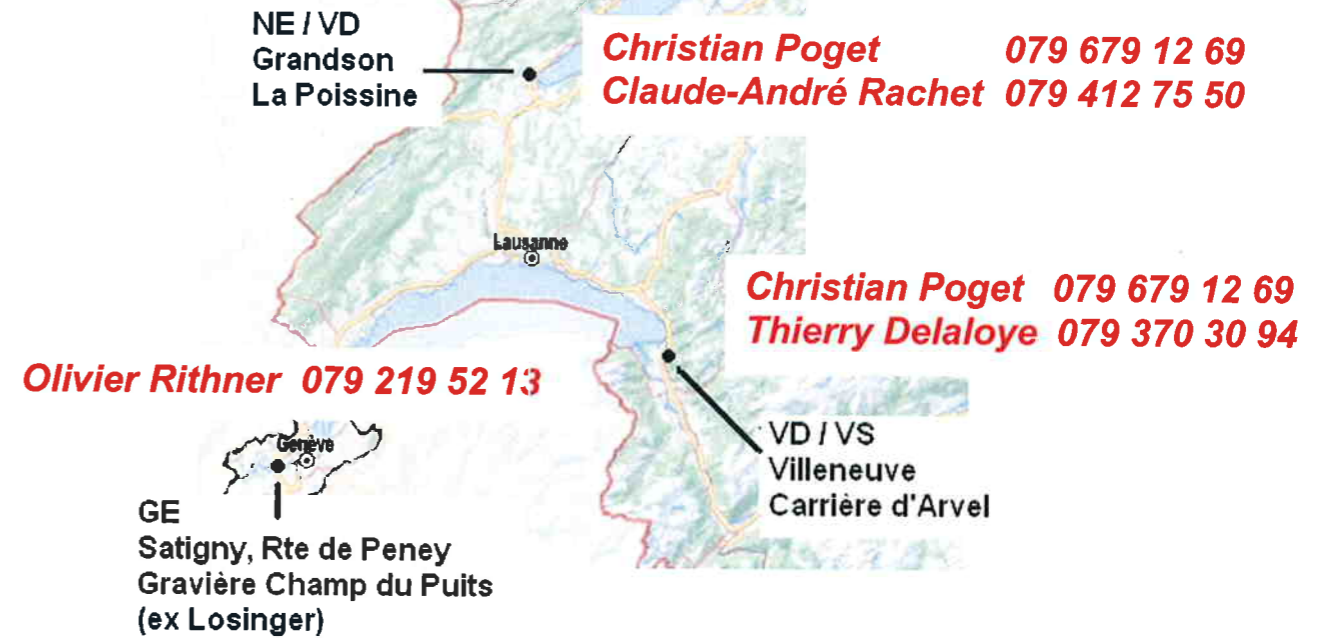 NE / VD
Grandson
La Poissine
Christian Poget 079 679 12 69
Claude-André Rachet 079 412 75 50
Lausanne
Christian Poget 079 679 12 69
Thierry Delaloye 079 370 30 94
Olivier Rithner 079 219 52 13
Genève
VD / VS
Villeneuve
Carrière d'Arvel
GE
Satigny, Rte de Peney
Gravière Champ du Puits
(ex Losinger)